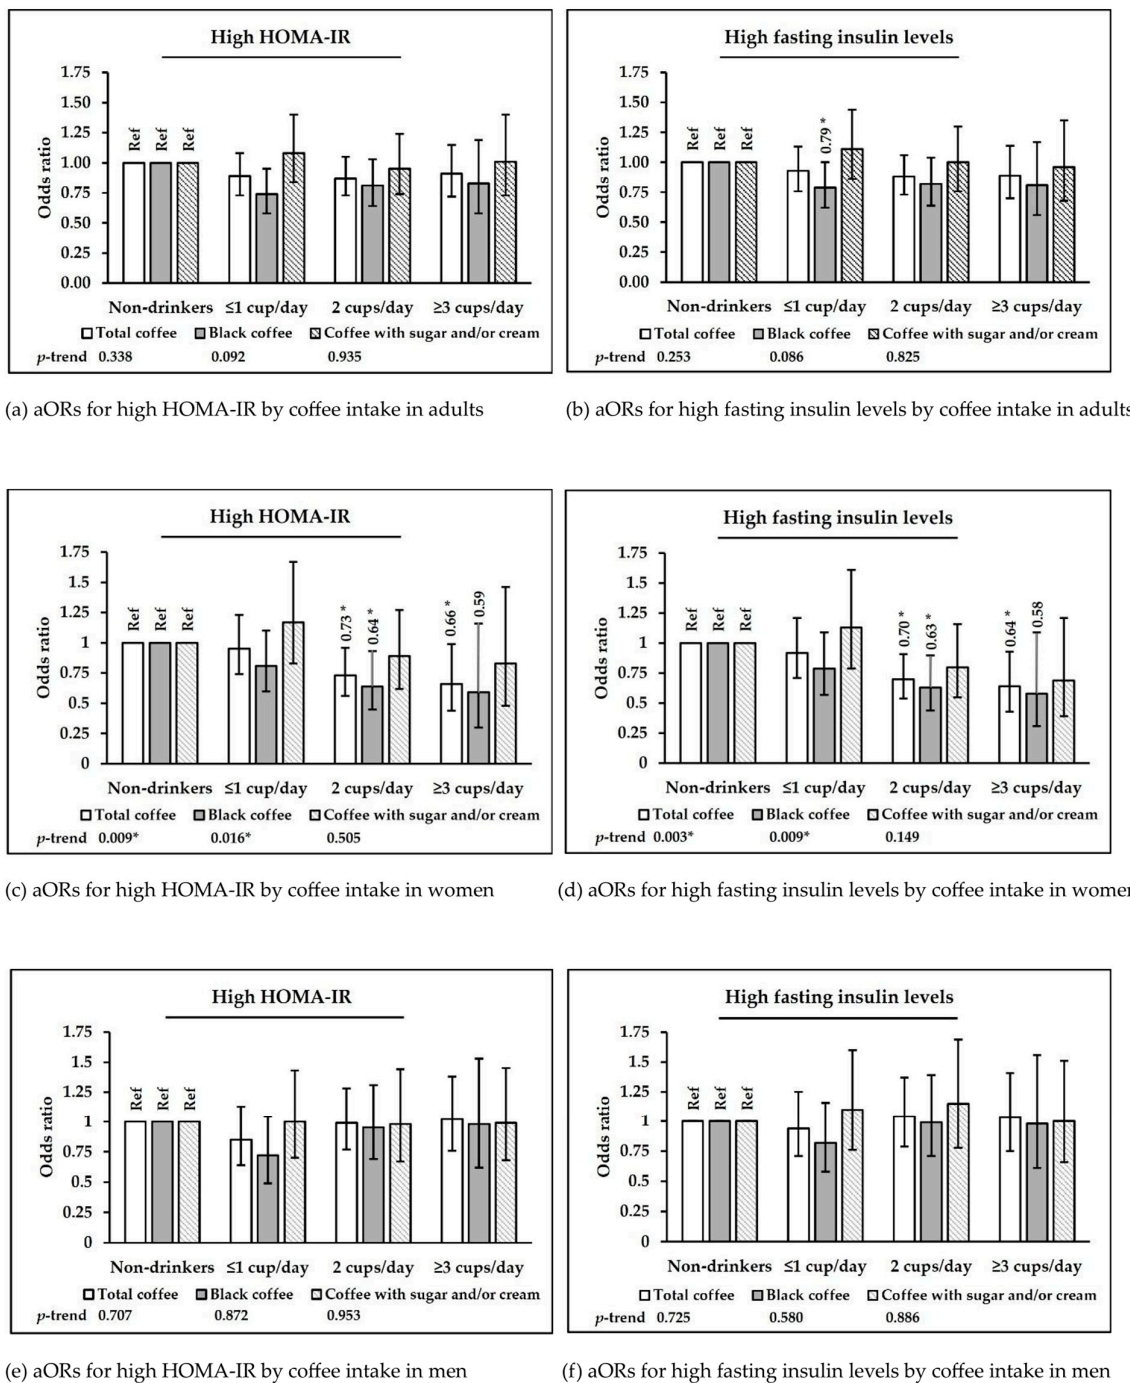 High HOMA-IR
Odds ratio
1.75
1.50
1.25
1.00
0.75
0.50
0.25
0.00
Ref Ref Ref
Non-drinkers ≤1 cup/day 2 cups/day ≥3 cups/day
Total coffee Black coffee Coffee with sugar and/or cream
p-trend 0.338 0.092 0.935
(a) aORs for high HOMA-IR by coffee intake in adults
High fasting insulin levels
Odds ratio
1.75
1.50
1.25
1.00
0.75
0.50
0.25
0.00
Ref Ref Ref
0.79 *
Non-drinkers ≤1 cup/day 2 cups/day ≥3 cups/day
Total coffee Black coffee Coffee with sugar and/or cream
p-trend 0.253 0.086 0.825
(b) aORs for high fasting insulin levels by coffee intake in adults
High HOMA-IR
Odds ratio
1.75
1.5
1.25
1
0.75
0.5
0.25
0
Ref Ref Ref
0.73 * 0.64 * 0.66 * 0.59
Non-drinkers ≤1 cup/day 2 cups/day ≥3 cups/day
Total coffee Black coffee Coffee with sugar and/or cream
p-trend 0.009* 0.016* 0.505
(c) aORs for high HOMA-IR by coffee intake in women
High fasting insulin levels
Odds ratio
1.75
1.5
1.25
1
0.75
0.5
0.25
0
Ref Ref Ref
0.70 * 0.63 * 0.64 * 0.58
Non-drinkers ≤1 cup/day 2 cups/day ≥3 cups/day
Total coffee Black coffee Coffee with sugar and/or cream
p-trend 0.003* 0.009* 0.149
(d) aORs for high fasting insulin levels by coffee intake in women
High HOMA-IR
Odds ratio
1.75
1.5
1.25
1
0.75
0.5
0.25
0
Ref Ref Ref
Non-drinkers ≤1 cup/day 2 cups/day ≥3 cups/day
Total coffee Black coffee Coffee with sugar and/or cream
p-trend 0.707 0.872 0.953
(e) aORs for high HOMA-IR by coffee intake in men
High fasting insulin levels
Odds ratio
1.75
1.5
1.25
1
0.75
0.5
0.25
0
Ref Ref Ref
Non-drinkers ≤1 cup/day 2 cups/day ≥3 cups/day
Total coffee Black coffee Coffee with sugar and/or cream
p-trend 0.725 0.580 0.886
(f) aORs for high fasting insulin levels by coffee intake in men